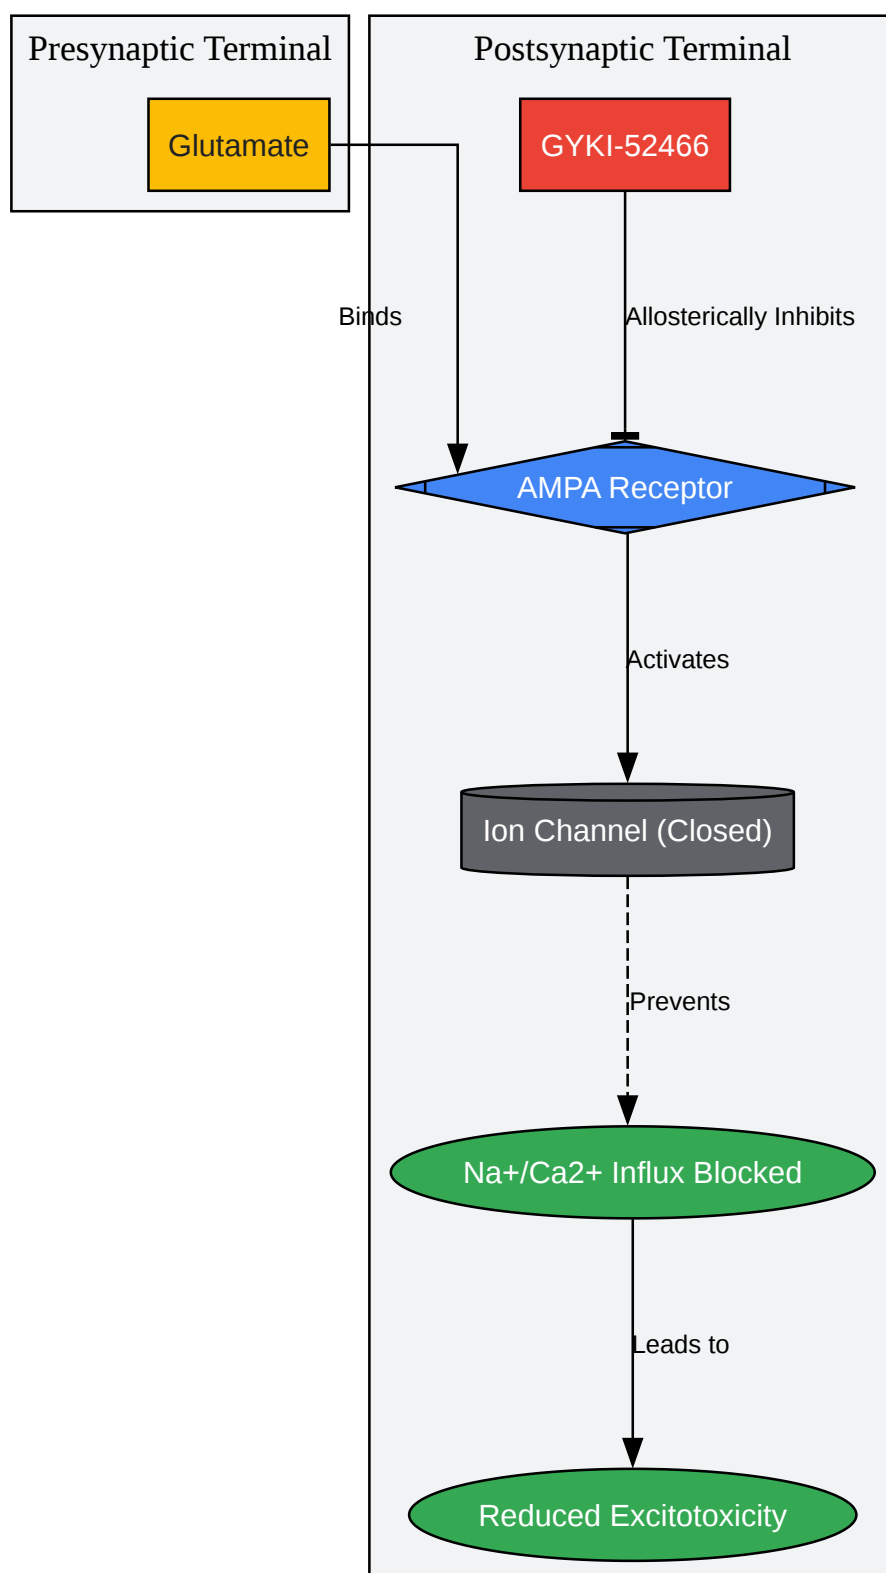 Presynaptic Terminal
Postsynaptic Terminal
Glutamate
GYKI-52466
Binds
Allosterically Inhibits
AMPA Receptor
Activates
Ion Channel (Closed)
Prevents
Na+/Ca2+ Influx Blocked
Leads to
Reduced Excitotoxicity